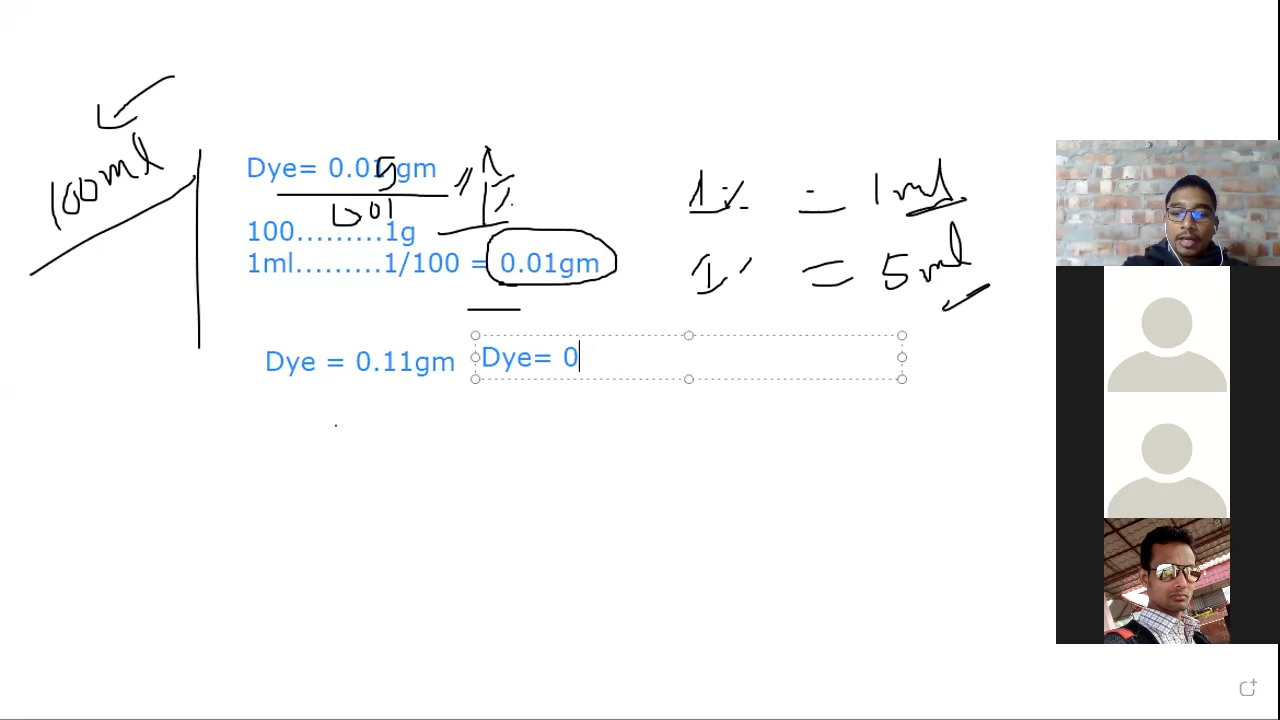 100ml
Dye= 0.01gm
100.........1g
1ml.........1/100 = 0.01gm
1% = 1ml
1% = 5ml
Dye = 0.11gm
Dye= 0